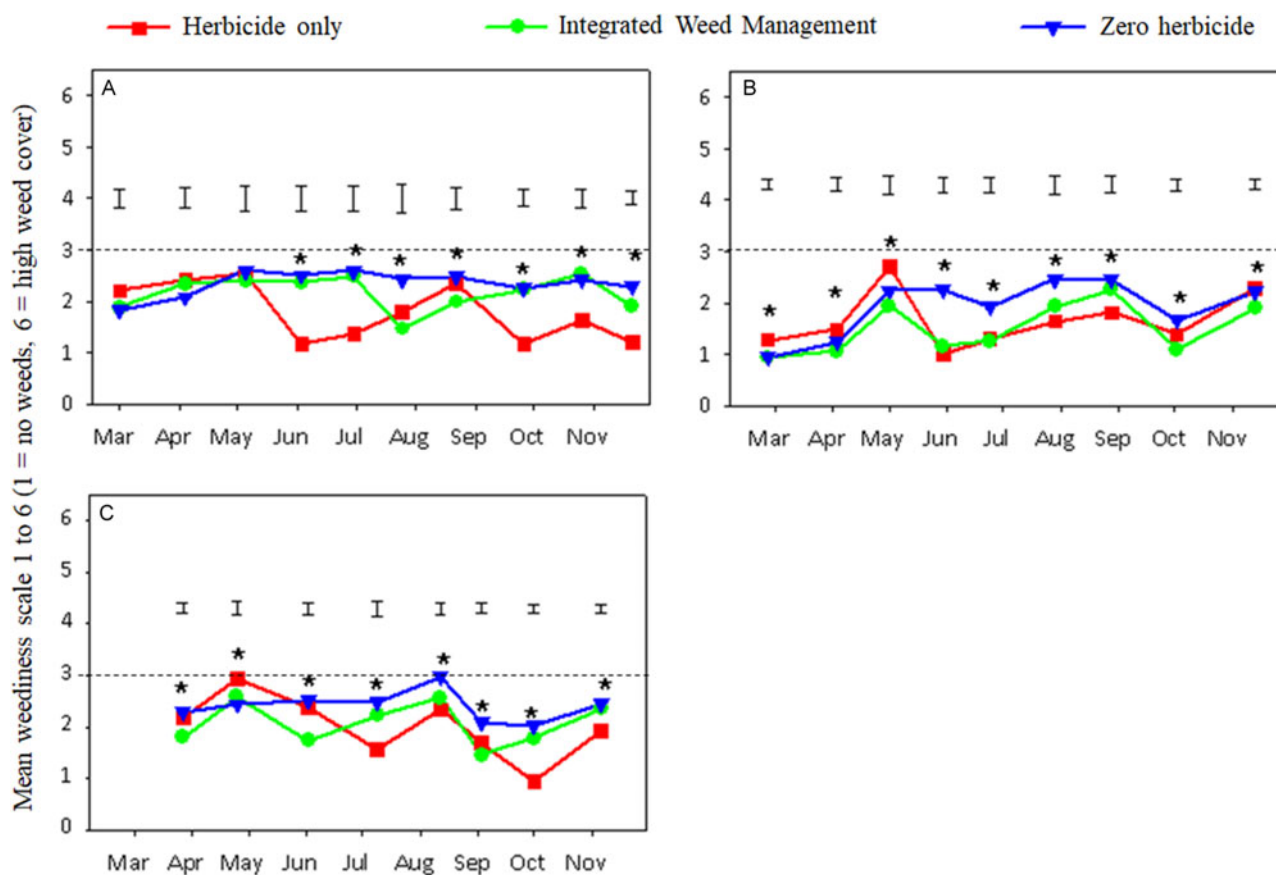 Herbicide only Integrated Weed Management Zero herbicide
Mean weediness scale 1 to 6 (1 = no weeds, 6 = high weed cover)
A
6
5
4
3
2
1
0
* * * * * * *
Mar Apr May Jun Jul Aug Sep Oct Nov
B
6
5
4
3
2
1
0
* * * * * * * * *
Mar Apr May Jun Jul Aug Sep Oct Nov
C
6
5
4
3
2
1
0
* * * * * * * *
Mar Apr May Jun Jul Aug Sep Oct Nov